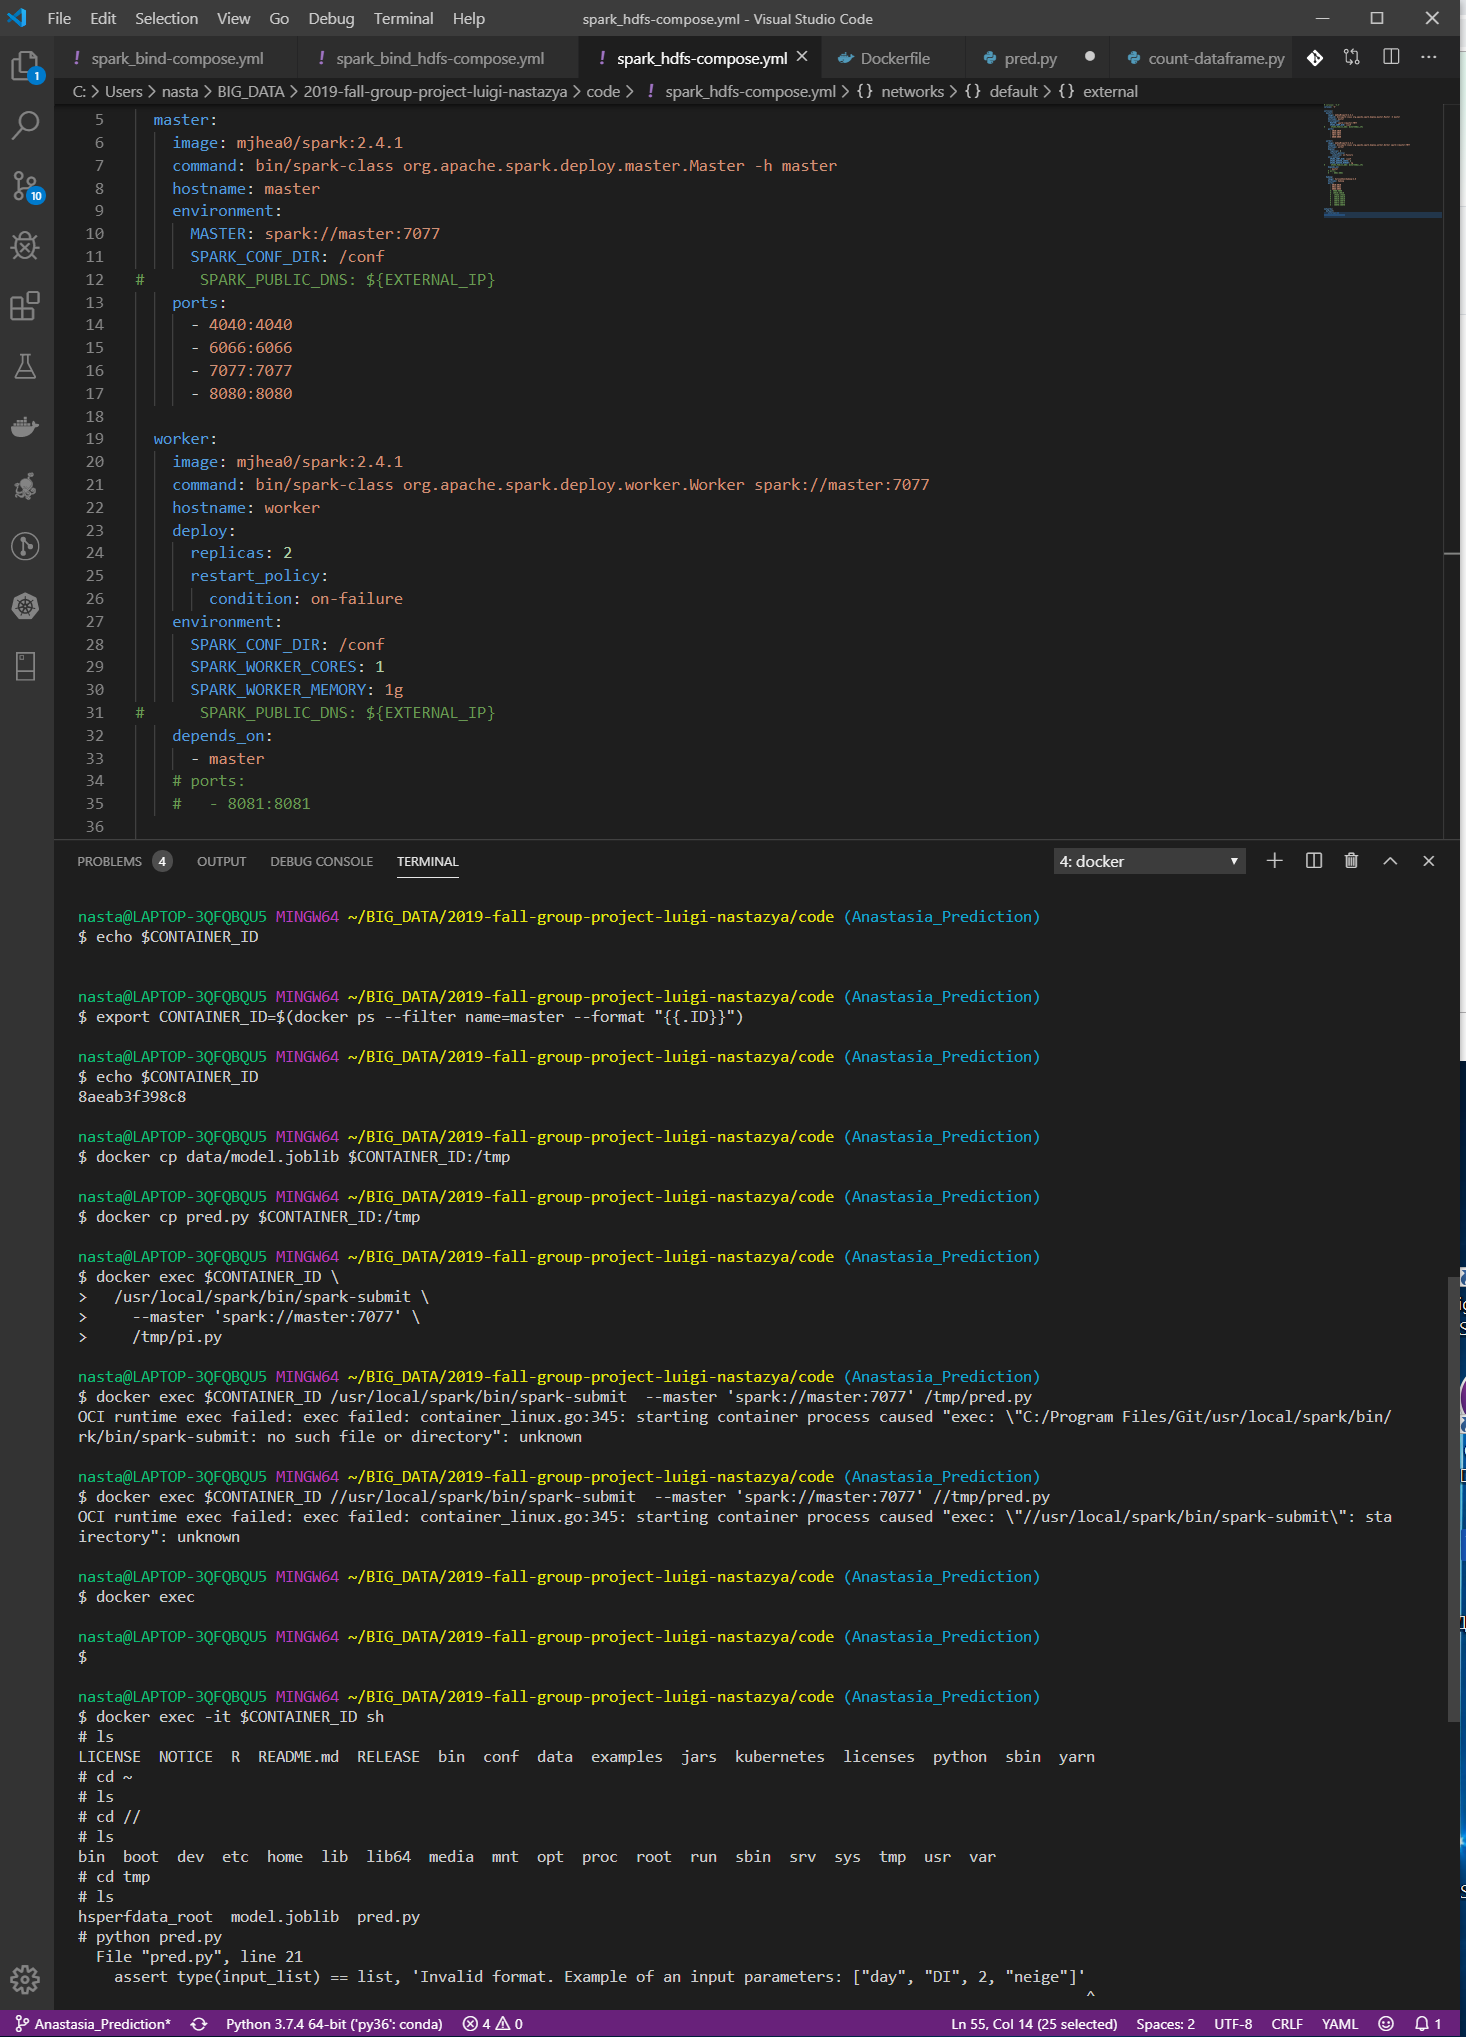 File Edit Selection View Go Debug Terminal Help spark_hdfs-compose.yml - Visual Studio Code
! spark_bind-compose.yml ! spark_bind_hdfs-compose.yml ! spark_hdfs-compose.yml Dockerfile pred.py count-dataframe.py
C: > Users > nasta > BIG_DATA > 2019-fall-group-project-luigi-nastazya > code > ! spark_hdfs-compose.yml > {} networks > {} default > {} external
1
10
5 master:
6 image: mjhea0/spark:2.4.1
7 command: bin/spark-class org.apache.spark.deploy.master.Master -h master
8 hostname: master
9 environment:
10 MASTER: spark://master:7077
11 SPARK_CONF_DIR: /conf
12 # SPARK_PUBLIC_DNS: ${EXTERNAL_IP}
13 ports:
14 - 4040:4040
15 - 6066:6066
16 - 7077:7077
17 - 8080:8080
18
19 worker:
20 image: mjhea0/spark:2.4.1
21 command: bin/spark-class org.apache.spark.deploy.worker.Worker spark://master:7077
22 hostname: worker
23 deploy:
24 replicas: 2
25 restart_policy:
26 condition: on-failure
27 environment:
28 SPARK_CONF_DIR: /conf
29 SPARK_WORKER_CORES: 1
30 SPARK_WORKER_MEMORY: 1g
31 # SPARK_PUBLIC_DNS: ${EXTERNAL_IP}
32 depends_on:
33 - master
34 # ports:
35 # - 8081:8081
36
PROBLEMS 4 OUTPUT DEBUG CONSOLE TERMINAL 4: docker
nasta@LAPTOP-3QFQBQU5 MINGW64 ~/BIG_DATA/2019-fall-group-project-luigi-nastazya/code (Anastasia_Prediction)
$ echo $CONTAINER_ID
nasta@LAPTOP-3QFQBQU5 MINGW64 ~/BIG_DATA/2019-fall-group-project-luigi-nastazya/code (Anastasia_Prediction)
$ export CONTAINER_ID=$(docker ps --filter name=master --format "{{.ID}}")
nasta@LAPTOP-3QFQBQU5 MINGW64 ~/BIG_DATA/2019-fall-group-project-luigi-nastazya/code (Anastasia_Prediction)
$ echo $CONTAINER_ID
8aeab3f398c8
nasta@LAPTOP-3QFQBQU5 MINGW64 ~/BIG_DATA/2019-fall-group-project-luigi-nastazya/code (Anastasia_Prediction)
$ docker cp data/model.joblib $CONTAINER_ID:/tmp
nasta@LAPTOP-3QFQBQU5 MINGW64 ~/BIG_DATA/2019-fall-group-project-luigi-nastazya/code (Anastasia_Prediction)
$ docker cp pred.py $CONTAINER_ID:/tmp
nasta@LAPTOP-3QFQBQU5 MINGW64 ~/BIG_DATA/2019-fall-group-project-luigi-nastazya/code (Anastasia_Prediction)
$ docker exec $CONTAINER_ID \
> /usr/local/spark/bin/spark-submit \
> --master 'spark://master:7077' \
> /tmp/pi.py
nasta@LAPTOP-3QFQBQU5 MINGW64 ~/BIG_DATA/2019-fall-group-project-luigi-nastazya/code (Anastasia_Prediction)
$ docker exec $CONTAINER_ID /usr/local/spark/bin/spark-submit --master 'spark://master:7077' /tmp/pred.py
OCI runtime exec failed: exec failed: container_linux.go:345: starting container process caused "exec: \"C:/Program Files/Git/usr/local/spark/bin/
rk/bin/spark-submit: no such file or directory": unknown
nasta@LAPTOP-3QFQBQU5 MINGW64 ~/BIG_DATA/2019-fall-group-project-luigi-nastazya/code (Anastasia_Prediction)
$ docker exec $CONTAINER_ID //usr/local/spark/bin/spark-submit --master 'spark://master:7077' //tmp/pred.py
OCI runtime exec failed: exec failed: container_linux.go:345: starting container process caused "exec: \"//usr/local/spark/bin/spark-submit\": sta
irectory": unknown
nasta@LAPTOP-3QFQBQU5 MINGW64 ~/BIG_DATA/2019-fall-group-project-luigi-nastazya/code (Anastasia_Prediction)
$ docker exec
nasta@LAPTOP-3QFQBQU5 MINGW64 ~/BIG_DATA/2019-fall-group-project-luigi-nastazya/code (Anastasia_Prediction)
$
nasta@LAPTOP-3QFQBQU5 MINGW64 ~/BIG_DATA/2019-fall-group-project-luigi-nastazya/code (Anastasia_Prediction)
$ docker exec -it $CONTAINER_ID sh
# ls
LICENSE NOTICE R README.md RELEASE bin conf data examples jars kubernetes licenses python sbin yarn
# cd ~
# ls
# cd //
# ls
bin boot dev etc home lib lib64 media mnt opt proc root run sbin srv sys tmp usr var
# cd tmp
# ls
hsperfdata_root model.joblib pred.py
# python pred.py
File "pred.py", line 21
assert type(input_list) == list, 'Invalid format. Example of an input parameters: ["day", "DI", 2, "neige"]'
^
Anastasia_Prediction* Python 3.7.4 64-bit ('py36': conda) 4 0 Ln 55, Col 14 (25 selected) Spaces: 2 UTF-8 CRLF YAML 1